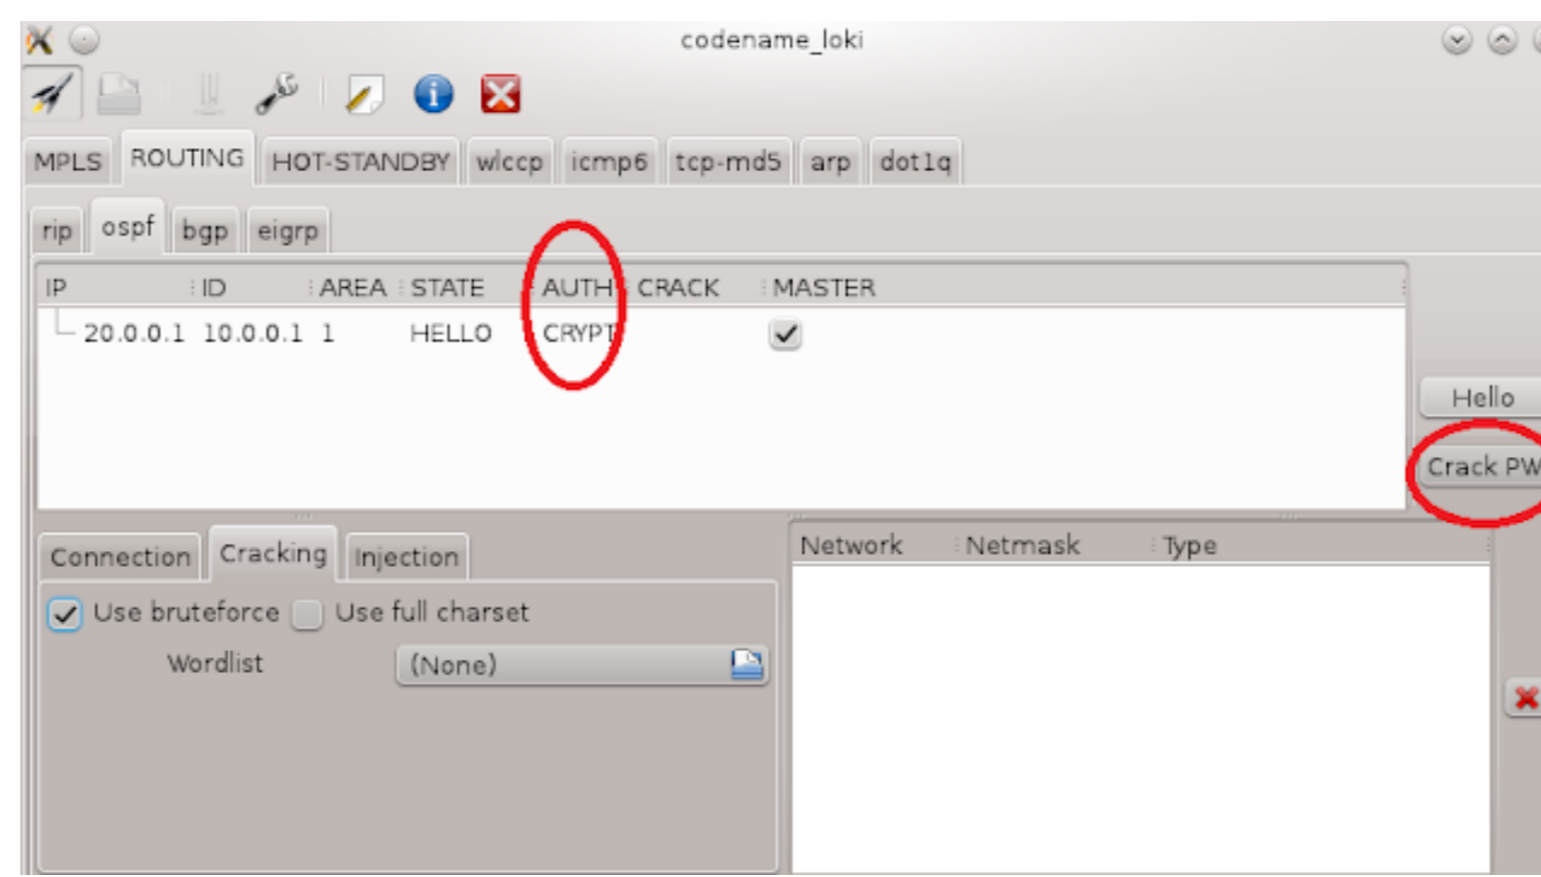 codename_loki
MPLS ROUTING HOT-STANDBY wlccp icmp6 tcp-md5 arp dot1q
rip ospf bgp eigrp
IP ID AREA STATE AUTH CRACK MASTER
20.0.0.1 10.0.0.1 1 HELLO CRYPT
Hello
Crack PW
Connection Cracking Injection
Network Netmask Type
Use bruteforce Use full charset
Wordlist (None)